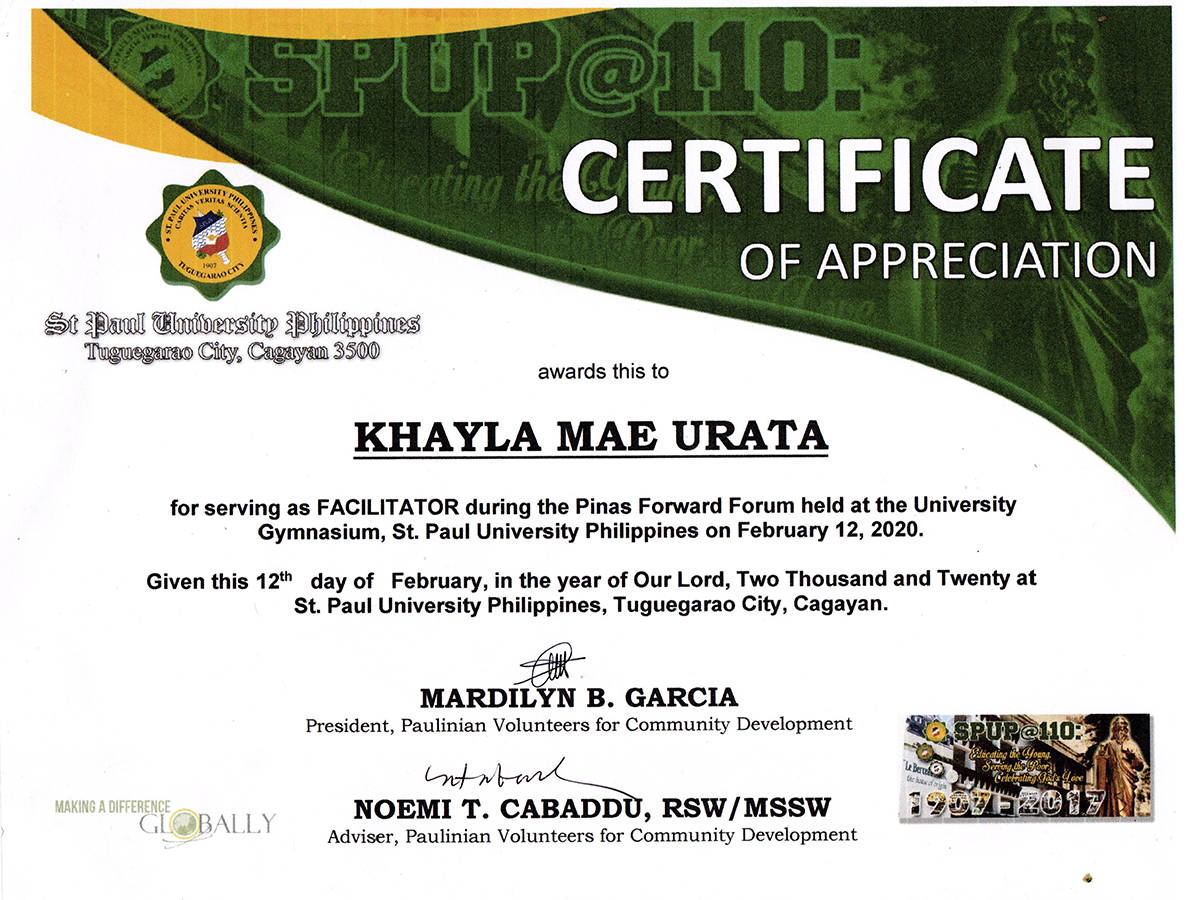 SPUP@110:
Educating the Young,
CERTIFICATE
OF APPRECIATION
ST. PAUL UNIVERSITY PHILIPPINES
CARITAS VERITAS SCIENTIA
1907
TUGUEGARAO CITY
St Paul University Philippines
Tuguegarao City, Cagayan 3500
awards this to
KHAYLA MAE URATA
for serving as FACILITATOR during the Pinas Forward Forum held at the University
Gymnasium, St. Paul University Philippines on February 12, 2020.
Given this 12th day of February, in the year of Our Lord, Two Thousand and Twenty at
St. Paul University Philippines, Tuguegarao City, Cagayan.
MARDILYN B. GARCIA
President, Paulinian Volunteers for Community Development
NOEMI T. CABADDU, RSW/MSSW
Adviser, Paulinian Volunteers for Community Development
MAKING A DIFFERENCE
GLOBALLY
SPUP@110:
Educating the Young,
Serving the Poor,
Celebrating God's Love
1907-2017